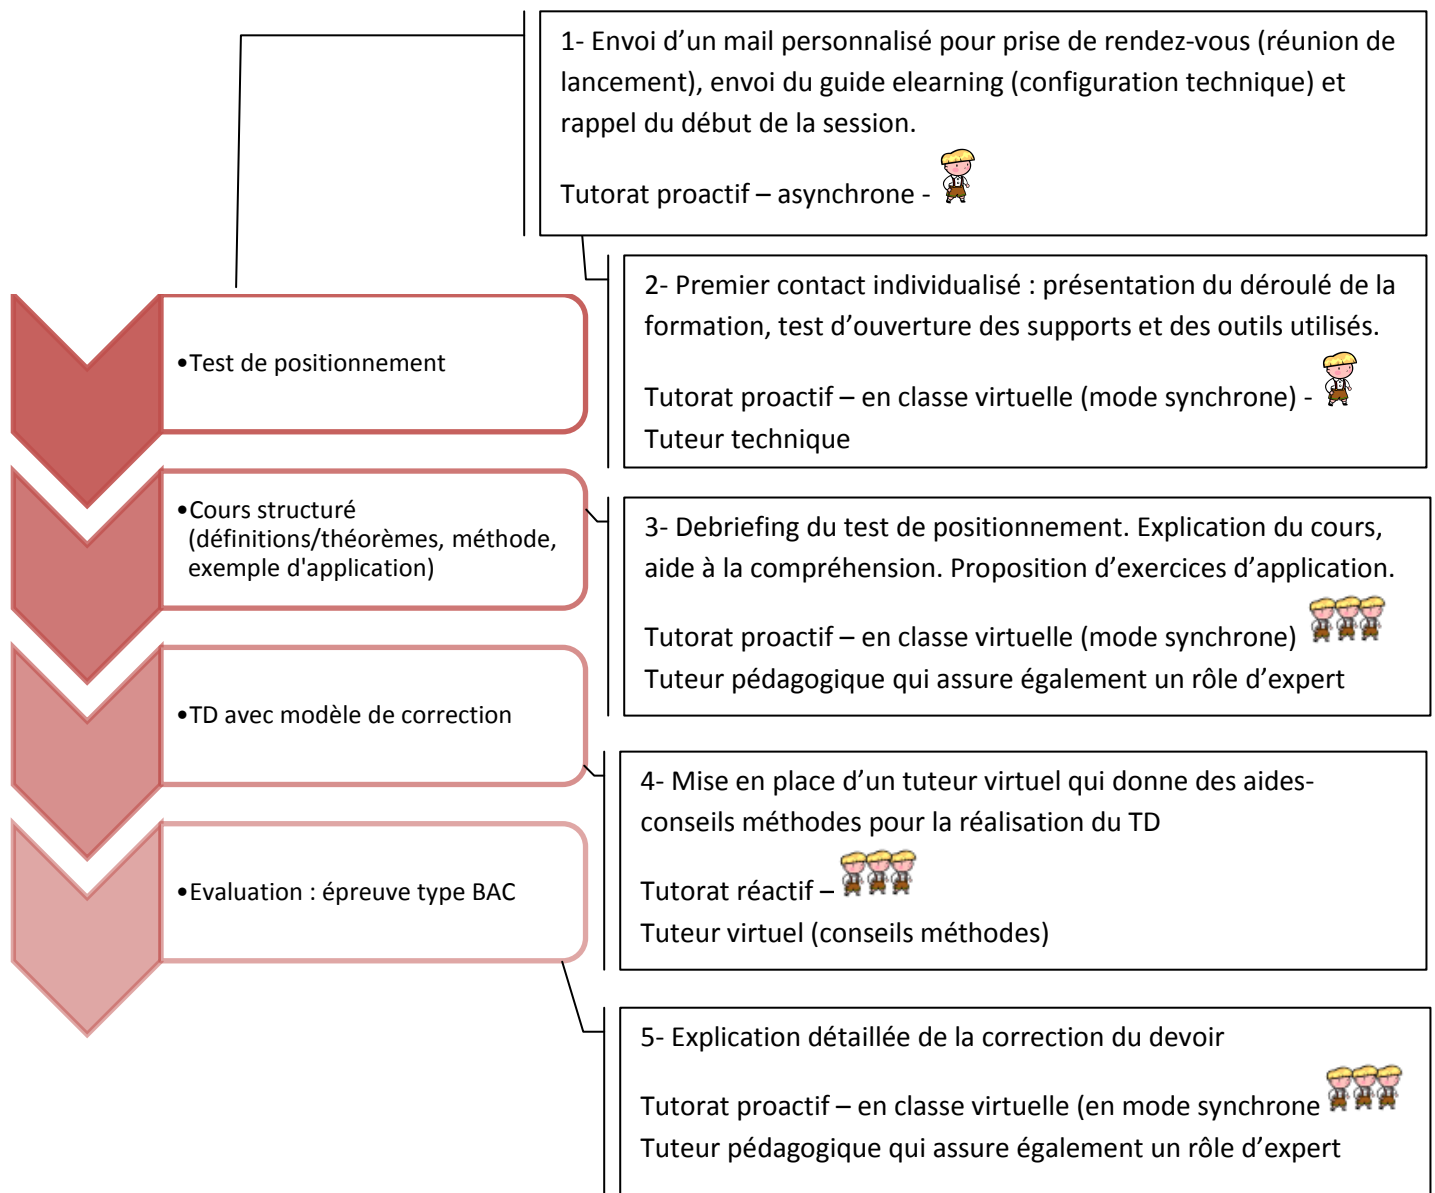 1- Envoi d’un mail personnalisé pour prise de rendez-vous (réunion de
lancement), envoi du guide elearning (configuration technique) et
rappel du début de la session.
Tutorat proactif – asynchrone -
2- Premier contact individualisé : présentation du déroulé de la
formation, test d’ouverture des supports et des outils utilisés.
Tutorat proactif – en classe virtuelle (mode synchrone) -
Tuteur technique
•Test de positionnement
•Cours structuré
(définitions/théorèmes, méthode,
exemple d'application)
3- Debriefing du test de positionnement. Explication du cours,
aide à la compréhension. Proposition d’exercices d’application.
Tutorat proactif – en classe virtuelle (mode synchrone)
Tuteur pédagogique qui assure également un rôle d’expert
•TD avec modèle de correction
4- Mise en place d’un tuteur virtuel qui donne des aides-
conseils méthodes pour la réalisation du TD
Tutorat réactif –
Tuteur virtuel (conseils méthodes)
•Evaluation : épreuve type BAC
5- Explication détaillée de la correction du devoir
Tutorat proactif – en classe virtuelle (en mode synchrone
Tuteur pédagogique qui assure également un rôle d’expert